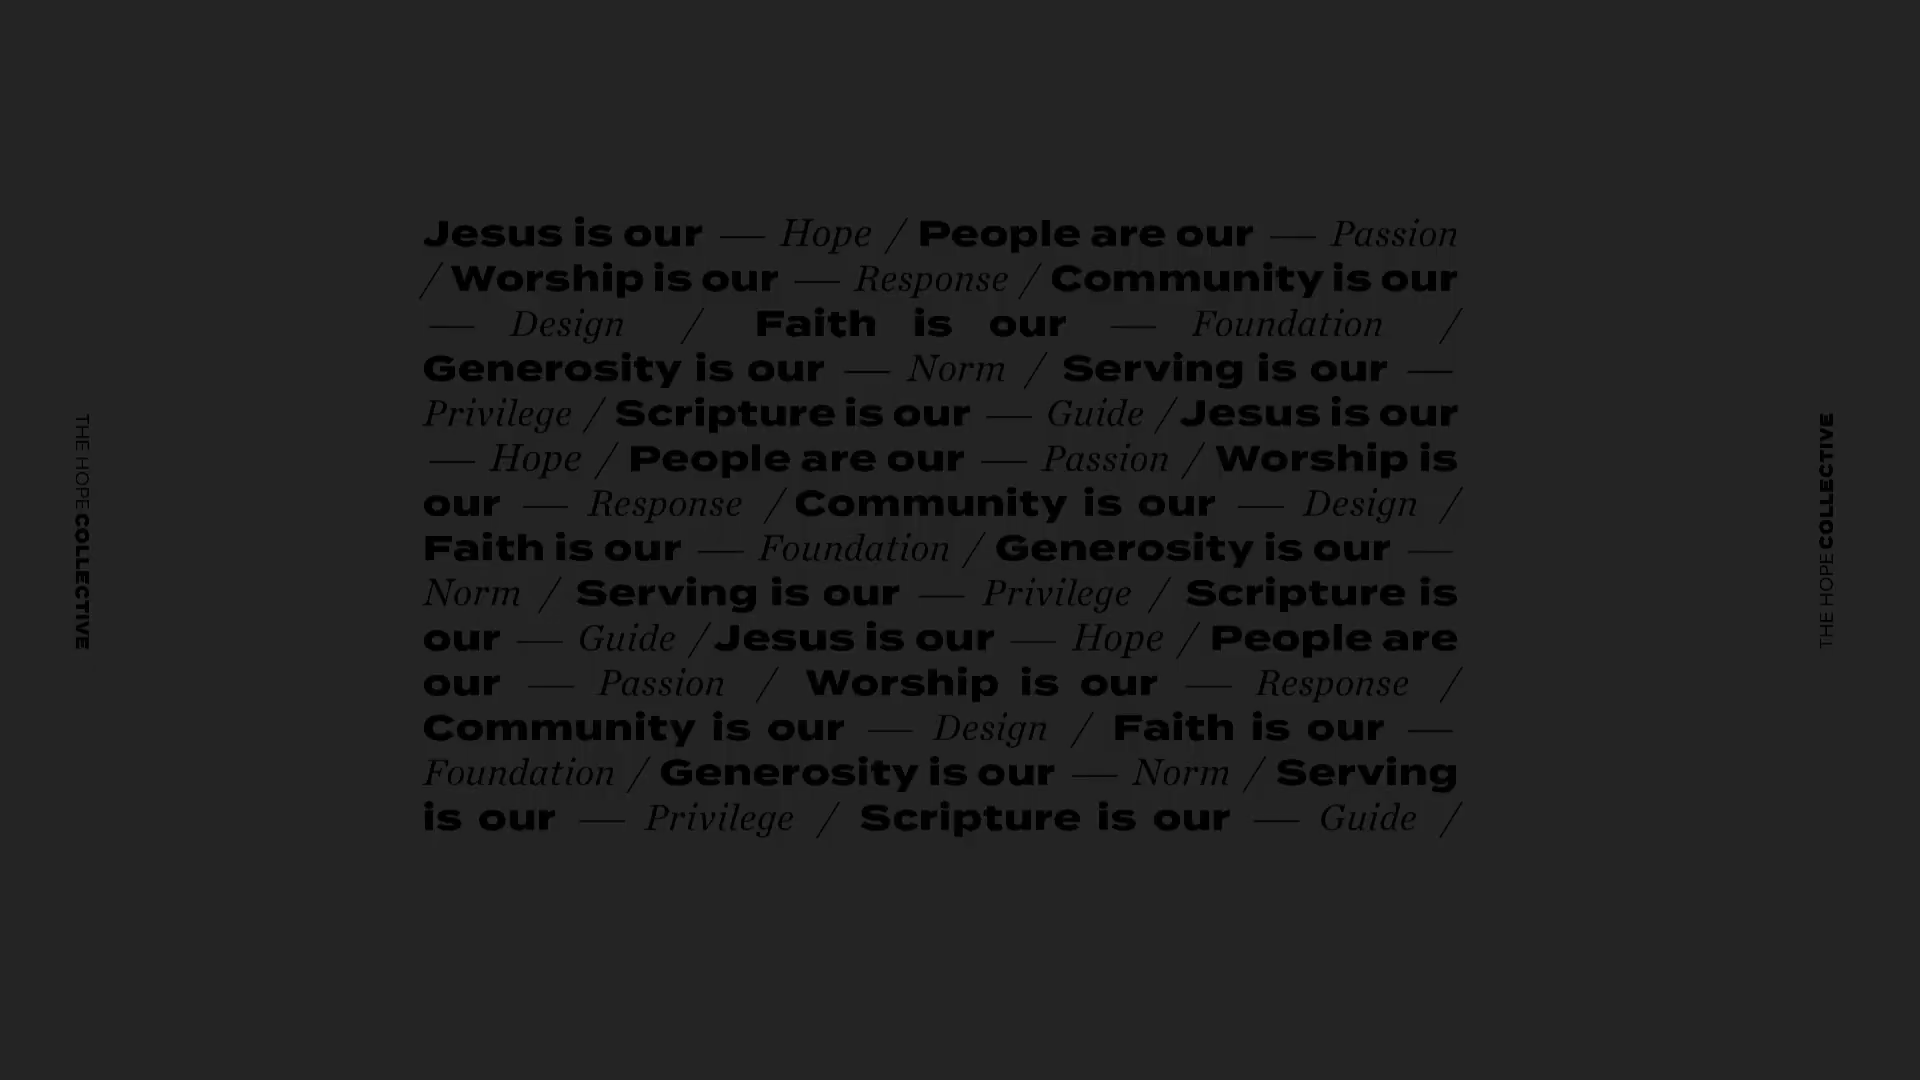 Jesus is our — Hope / People are our — Passion
/ Worship is our — Response / Community is our
— Design / Faith is our — Foundation /
Generosity is our — Norm / Serving is our —
Privilege / Scripture is our — Guide / Jesus is our
— Hope / People are our — Passion / Worship is
our — Response / Community is our — Design /
Faith is our — Foundation / Generosity is our —
Norm / Serving is our — Privilege / Scripture is
our — Guide / Jesus is our — Hope / People are
our — Passion / Worship is our — Response /
Community is our — Design / Faith is our —
Foundation / Generosity is our — Norm / Serving
is our — Privilege / Scripture is our — Guide /
THE HOPE COLLECTIVE
THE HOPE COLLECTIVE